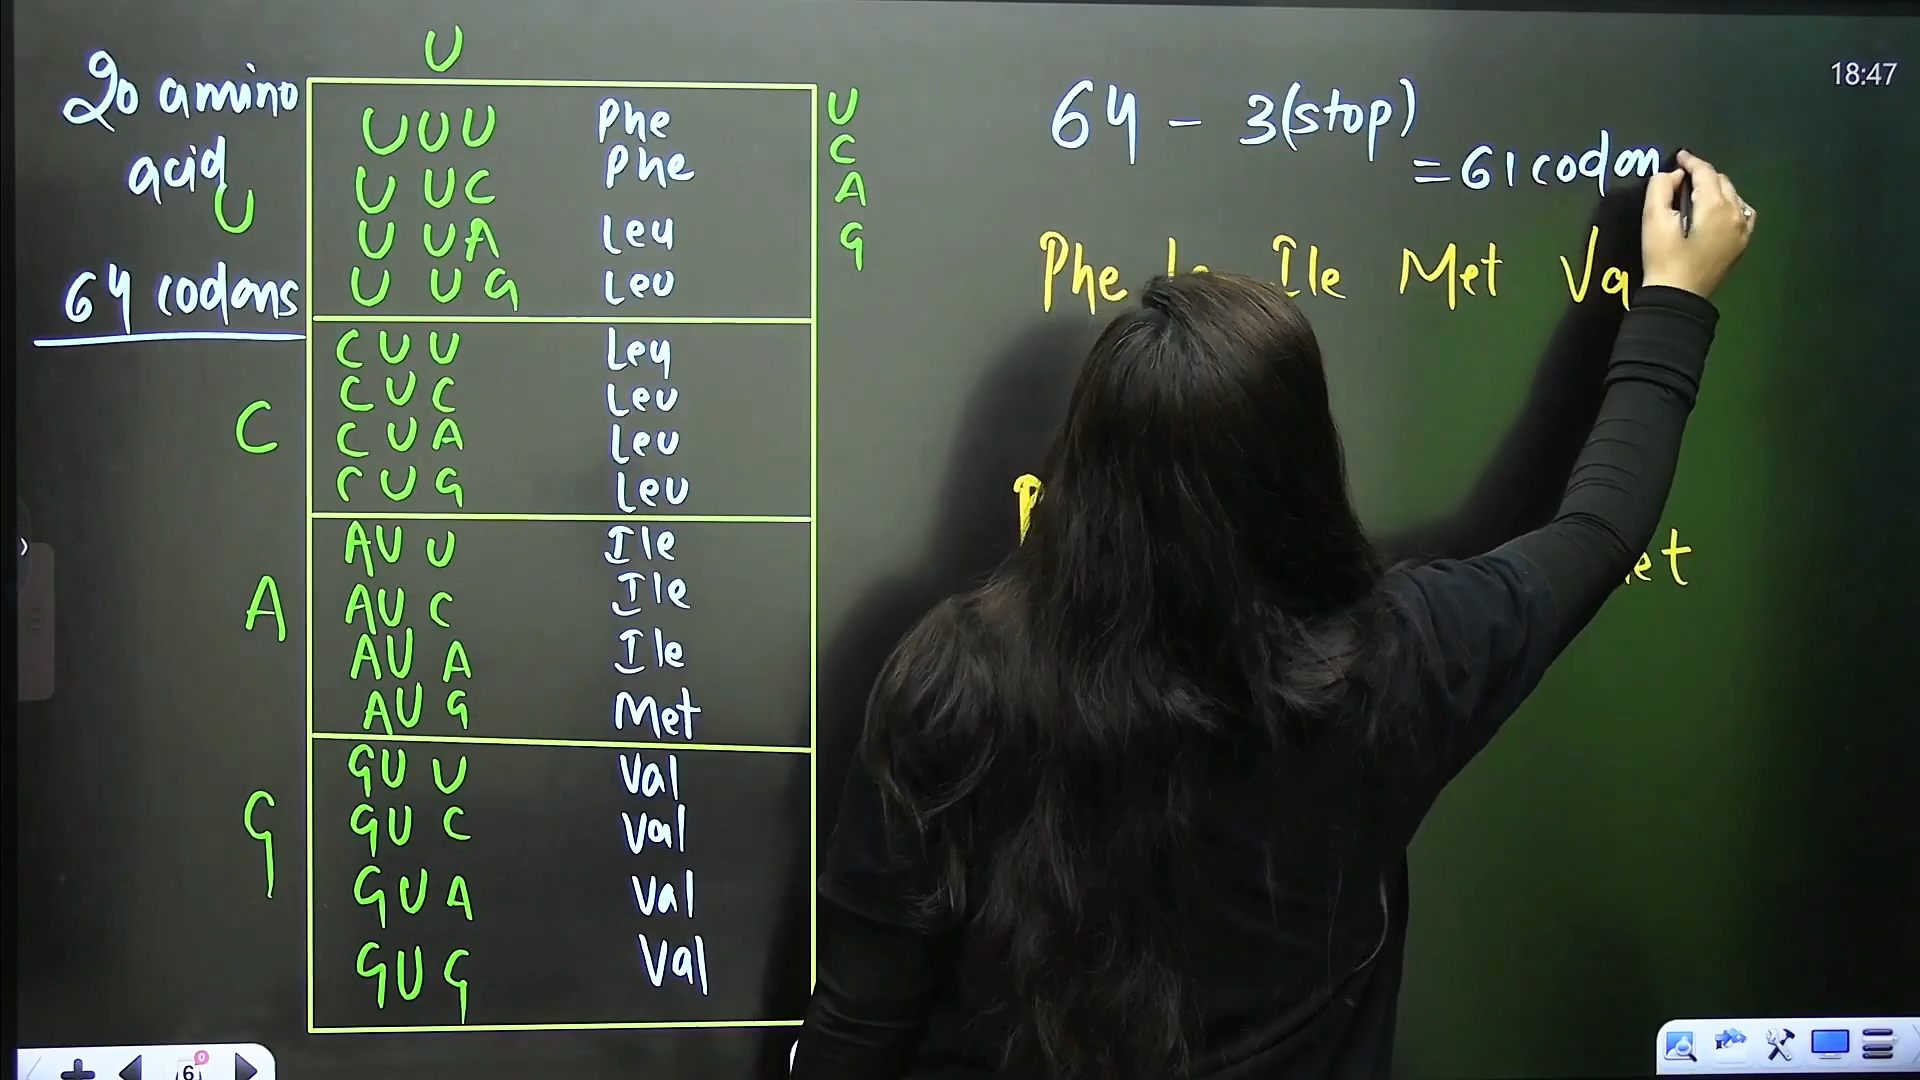 U
20 amino
acid
U
64 codons
C
A
G
UUU Phe
UUC Phe
UUA Leu
UUG Leu
CUU Leu
CUC Leu
CUA Leu
CUG Leu
AUU Ile
AUC Ile
AUA Ile
AUG Met
GUU Val
GUC Val
GUA Val
GUG Val
U
C
A
G
64 - 3(stop)
= 61 codon
Phe Ile Met
18:47
6
0